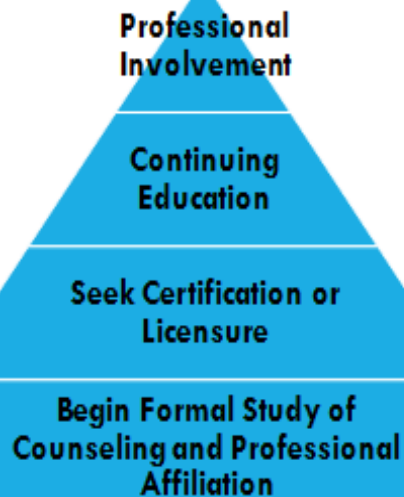 Professional
Involvement
Continuing
Education
Seek Certification or
Licensure
Begin Formal Study of
Counseling and Professional
Affiliation